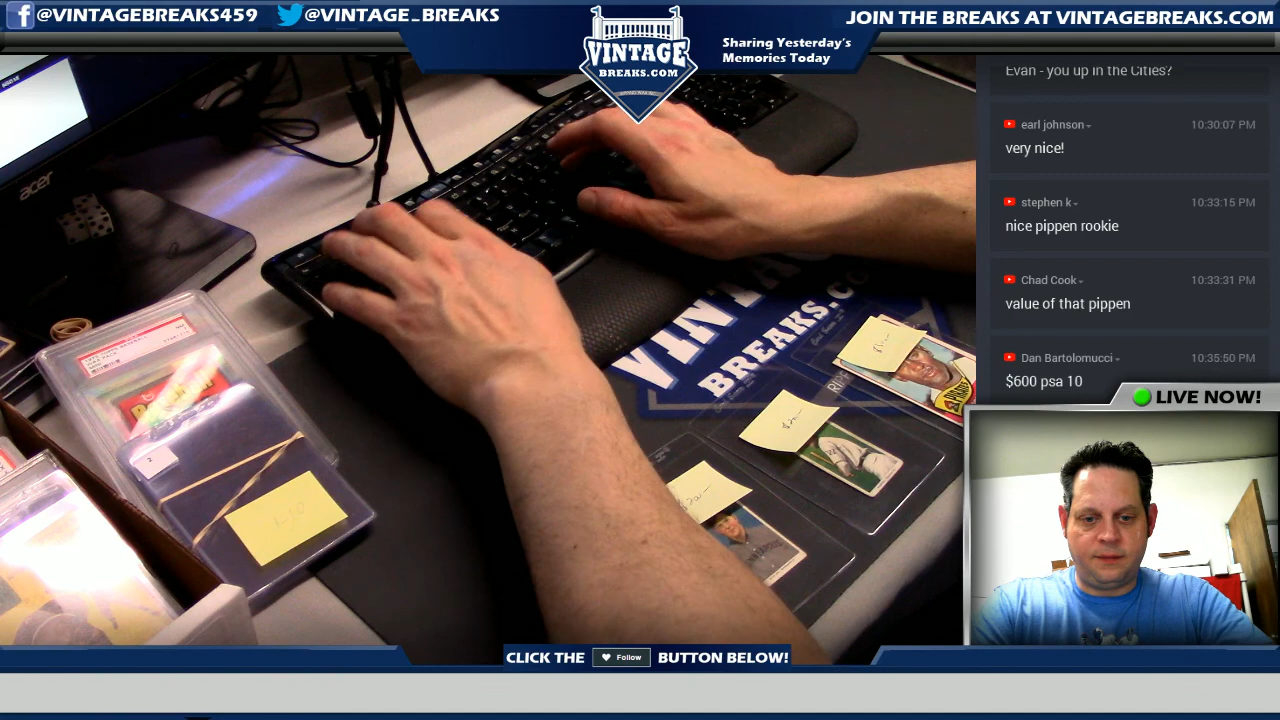 @VINTAGEBREAKS459
@VINTAGE_BREAKS
VINTAGE
BREAKS.COM
Sharing Yesterday's
Memories Today
JOIN THE BREAKS AT VINTAGEBREAKS.COM
Evan - you up in the Cities?
earl johnson
10:30:07 PM
very nice!
stephen k
10:33:15 PM
nice pippen rookie
Chad Cook
10:33:31 PM
value of that pippen
Dan Bartolomucci
10:35:50 PM
$600 psa 10
LIVE NOW!
acer
BREAKS.CO
CLICK THE
Follow
BUTTON BELOW!